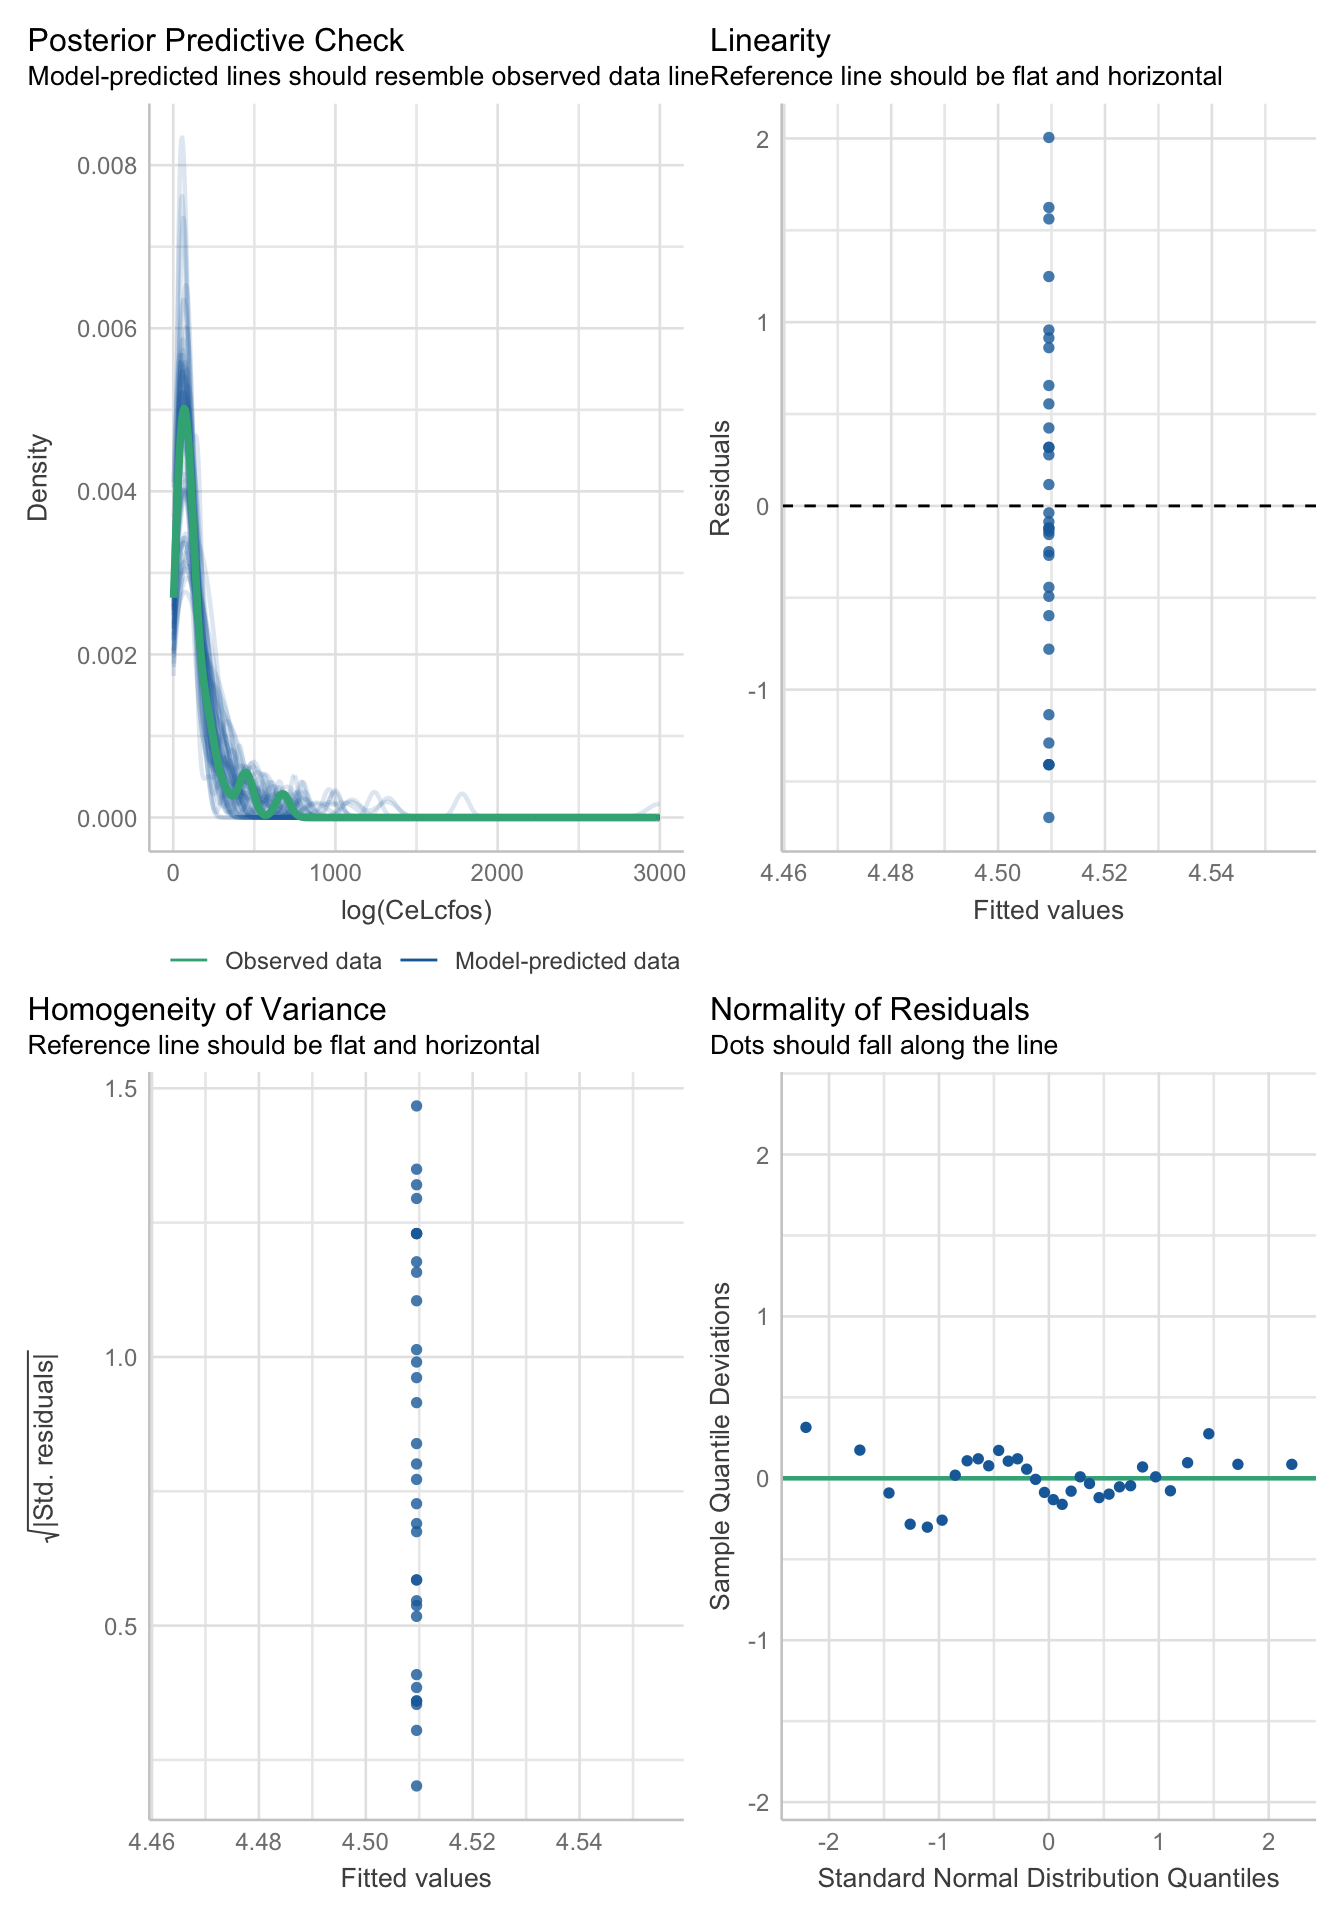 Posterior Predictive Check
Model-predicted lines should resemble observed data line
Density
0.008
0.006
0.004
0.002
0.000
0
1000
2000
3000
log(CeLcfos)
Observed data
Model-predicted data
Linearity
Reference line should be flat and horizontal
Residuals
2
1
0
-1
4.46
4.48
4.50
4.52
4.54
Fitted values
Homogeneity of Variance
Reference line should be flat and horizontal
√|Std. residuals|
1.5
1.0
0.5
4.46
4.48
4.50
4.52
4.54
Fitted values
Normality of Residuals
Dots should fall along the line
Sample Quantile Deviations
2
1
0
-1
-2
-2
-1
0
1
2
Standard Normal Distribution Quantiles